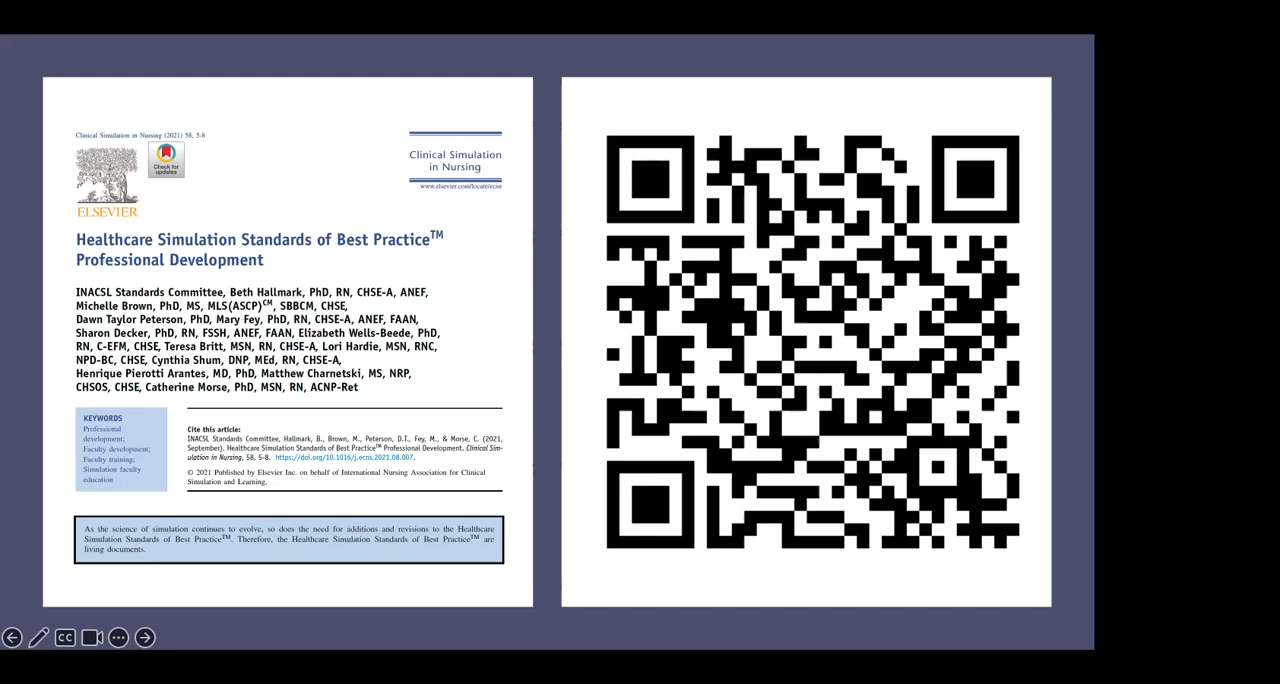 Clinical Simulation in Nursing (2021) 58, 5-8
Check for
updates
ELSEVIER
Clinical Simulation
in Nursing
www.elsevier.com/locate/ecsn
Healthcare Simulation Standards of Best Practice™
Professional Development
INACSL Standards Committee, Beth Hallmark, PhD, RN, CHSE-A, ANEF,
Michelle Brown, PhD, MS, MLS(ASCP)CM, SBBCM, CHSE,
Dawn Taylor Peterson, PhD, Mary Fey, PhD, RN, CHSE-A, ANEF, FAAN,
Sharon Decker, PhD, RN, FSSH, ANEF, FAAN, Elizabeth Wells-Beede, PhD,
RN, C-EFM, CHSE, Teresa Britt, MSN, RN, CHSE-A, Lori Hardie, MSN, RNC,
NPD-BC, CHSE, Cynthia Shum, DNP, MEd, RN, CHSE-A,
Henrique Pierotti Arantes, MD, PhD, Matthew Charnetski, MS, NRP,
CHSOS, CHSE, Catherine Morse, PhD, MSN, RN, ACNP-Ret
KEYWORDS
Professional
development;
Faculty development;
Faculty training;
Simulation faculty
education
Cite this article:
INACSL Standards Committee, Hallmark, B., Brown, M., Peterson, D.T., Fey, M., & Morse, C. (2021,
September). Healthcare Simulation Standards of Best Practice™ Professional Development. Clinical Sim-
ulation in Nursing, 58, 5-8. https://doi.org/10.1016/j.ecns.2021.08.007.
© 2021 Published by Elsevier Inc. on behalf of International Nursing Association for Clinical
Simulation and Learning.
As the science of simulation continues to evolve, so does the need for additions and revisions to the Healthcare
Simulation Standards of Best Practice™. Therefore, the Healthcare Simulation Standards of Best Practice™ are
living documents.
CC